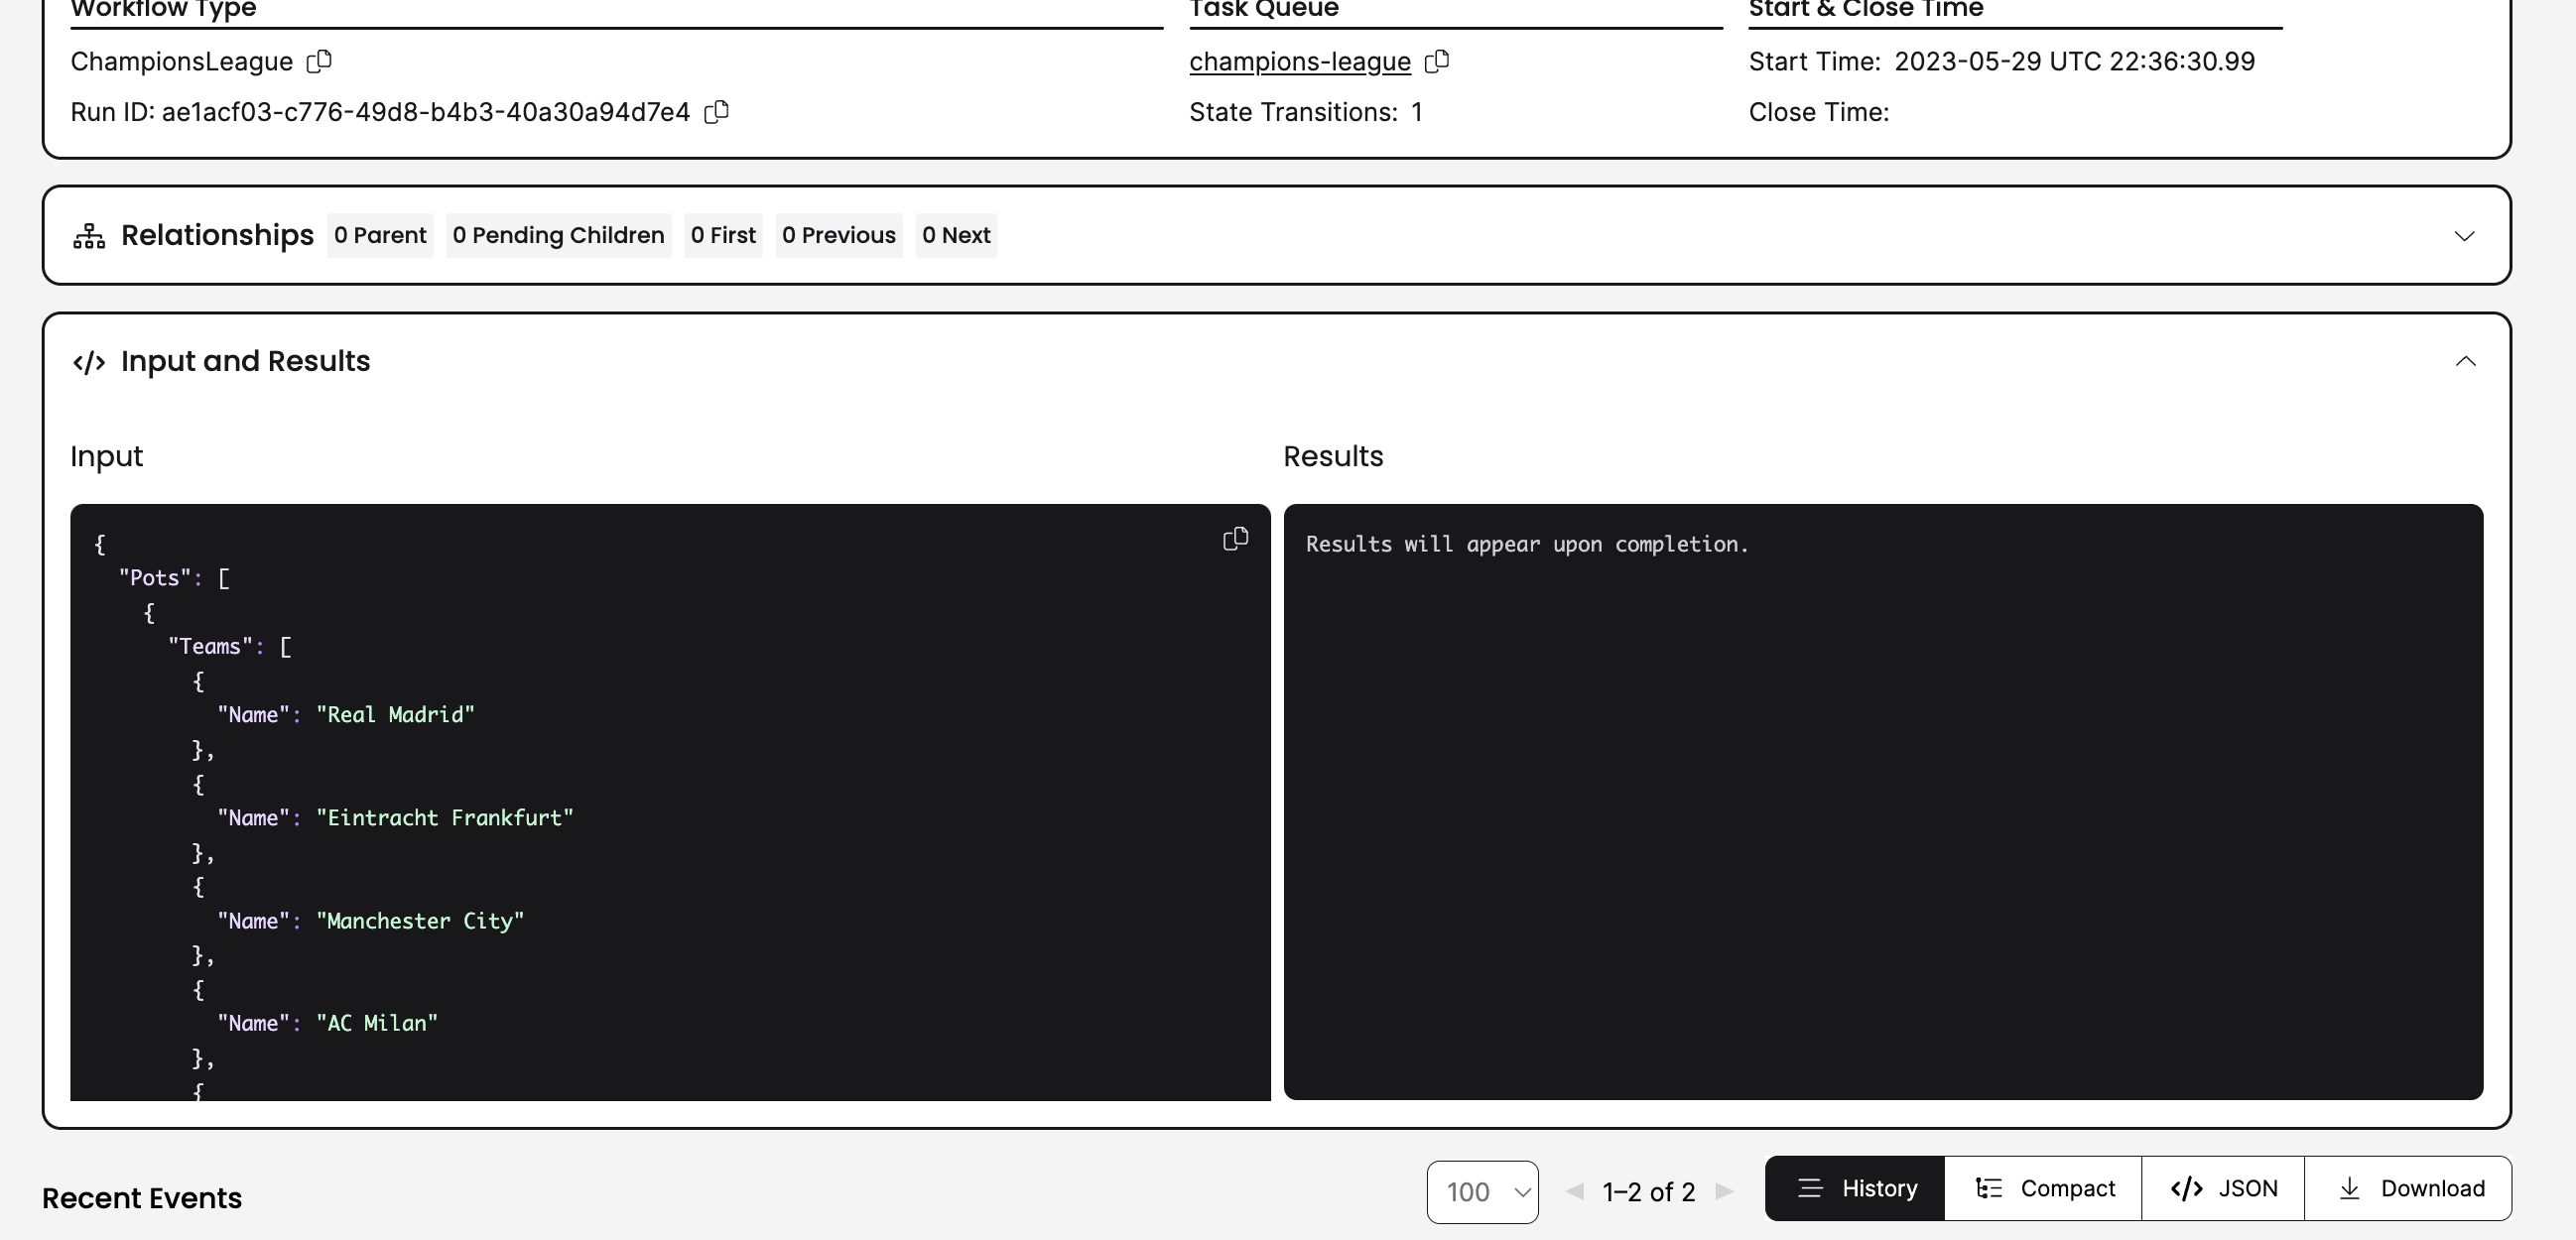 Workflow Type
Task Queue
Start & Close Time
ChampionsLeague
champions-league
Start Time: 2023-05-29 UTC 22:36:30.99
Run ID: ae1acf03-c776-49d8-b4b3-40a30a94d7e4
State Transitions: 1
Close Time:
Relationships 0 Parent 0 Pending Children 0 First 0 Previous 0 Next
</> Input and Results
Input
{
"Pots": [
{
"Teams": [
{
"Name": "Real Madrid"
},
{
"Name": "Eintracht Frankfurt"
},
{
"Name": "Manchester City"
},
{
"Name": "AC Milan"
},
{
Results
Results will appear upon completion.
Recent Events
100
1–2 of 2
History
Compact
</> JSON
Download